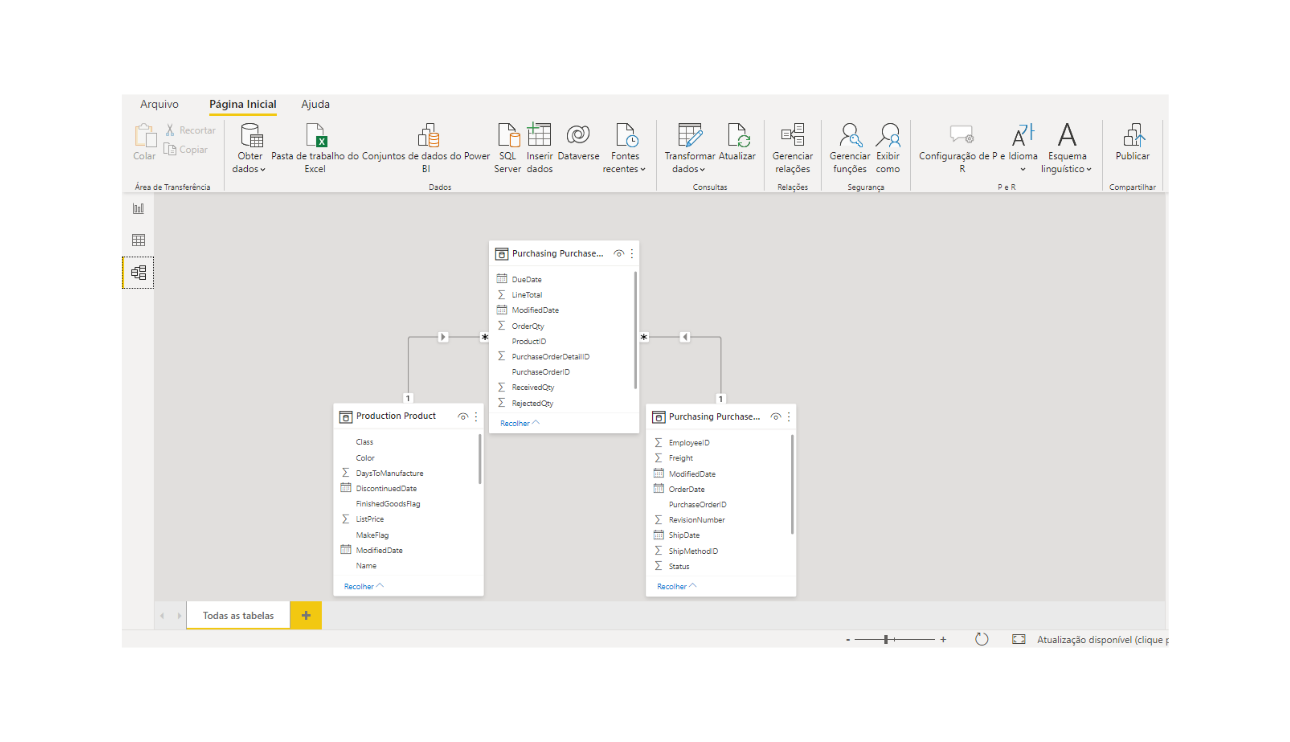 Arquivo Página Inicial Ajuda
Colar
Recortar
Copiar
Área de Transferência
Obter dados
Pasta de trabalho do Excel
Conjuntos de dados do Power BI
SQL Server
Inserir dados
Dataverse
Fontes recentes
Dados
Transformar dados
Atualizar
Consultas
Gerenciar relações
Relações
Gerenciar funções
Exibir como
Segurança
Configuração de P e R
Idioma
Esquema linguístico
P e R
Publicar
Compartilhar
Purchasing Purchase...
DueDate
LineTotal
ModifiedDate
OrderQty
ProductID
PurchaseOrderDetailID
PurchaseOrderID
ReceivedQty
RejectedQty
Recolher
*
*
1
1
Production Product
Class
Color
DaysToManufacture
DiscontinuedDate
FinishedGoodsFlag
ListPrice
MakeFlag
ModifiedDate
Name
Recolher
Purchasing Purchase...
EmployeeID
Freight
ModifiedDate
OrderDate
PurchaseOrderID
RevisionNumber
ShipDate
ShipMethodID
Status
Recolher
Todas as tabelas +
- +
Atualização disponível (clique p